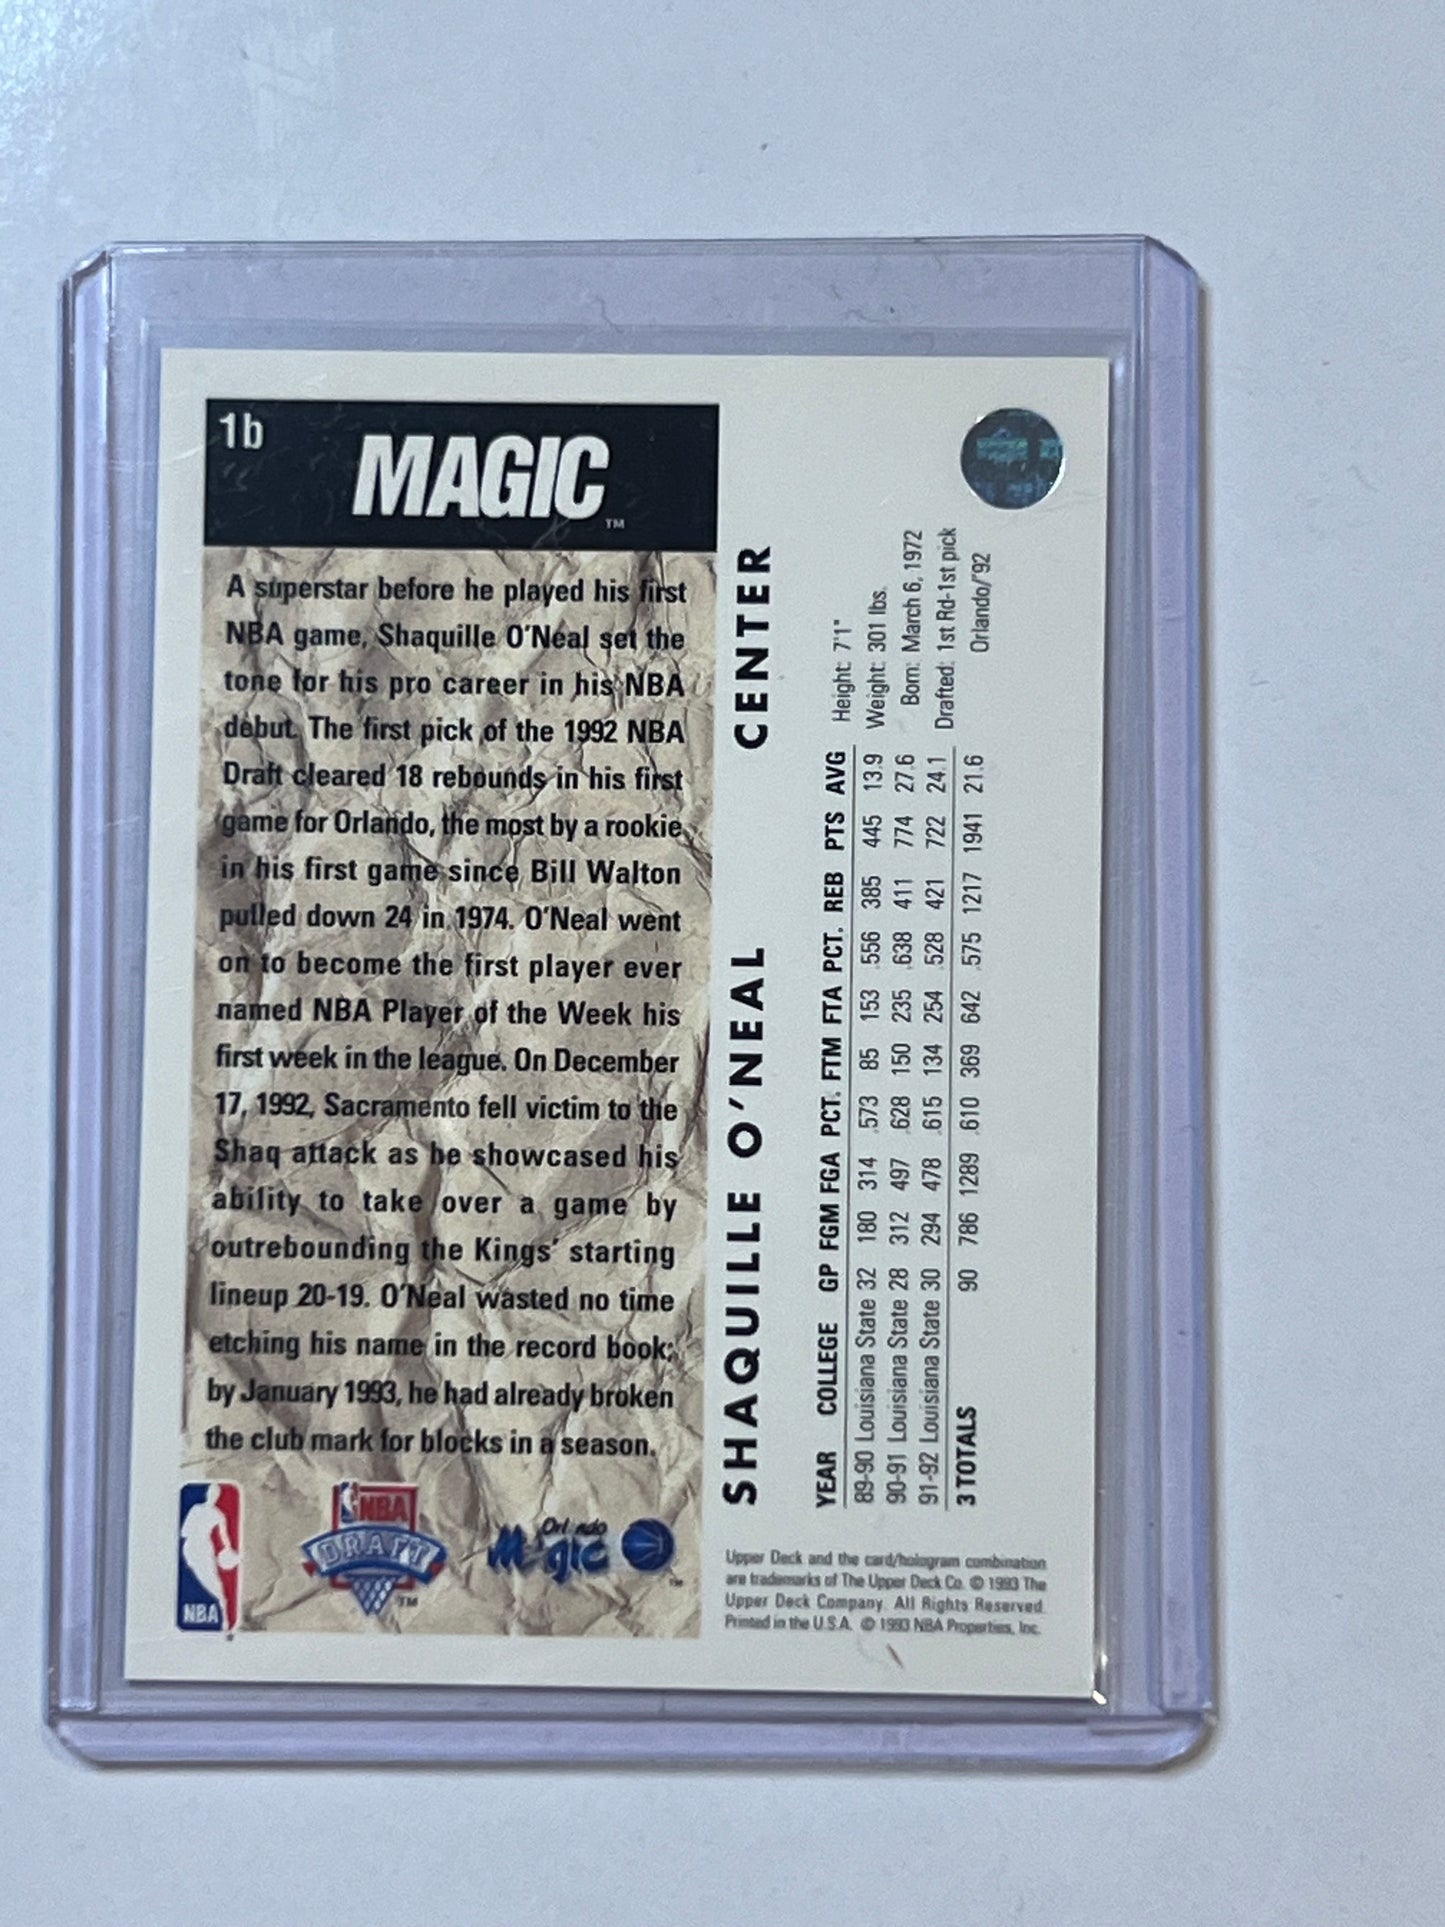 1b
MAGIC™
A superstar before he played his first
NBA game, Shaquille O'Neal set the
tone for his pro career in his NBA
debut. The first pick of the 1992 NBA
Draft cleared 18 rebounds in his first
game for Orlando, the most by a rookie
in his first game since Bill Walton
pulled down 24 in 1974. O'Neal went
on to become the first player ever
named NBA Player of the Week his
first week in the league. On December
17, 1992, Sacramento fell victim to the
Shaq attack as he showcased his
ability to take over a game by
outrebounding the Kings' starting
lineup 20-19. O'Neal wasted no time
etching his name in the record book;
by January 1993, he had already broken
the club mark for blocks in a season.
NBA
NBA
DRAFT™
Orlando
Magic™
SHAQUILLE O'NEAL CENTER
Height: 7'1"
Weight: 301 lbs.
Born: March 6, 1972
Drafted: 1st Rd-1st pick
Orlando/'92
YEAR COLLEGE GP FGM FGA PCT. FTM FTA PCT. REB PTS AVG
89-90 Louisiana State 32 180 314 .573 85 153 .556 385 445 13.9
90-91 Louisiana State 28 312 497 .628 150 235 .638 411 774 27.6
91-92 Louisiana State 30 294 478 .615 134 254 .528 421 722 24.1
3 TOTALS 90 786 1289 .610 369 642 .575 1217 1941 21.6
Upper Deck and the card/hologram combination
are trademarks of The Upper Deck Co. © 1993 The
Upper Deck Company. All Rights Reserved.
Printed in the U.S.A. © 1993 NBA Properties, Inc.